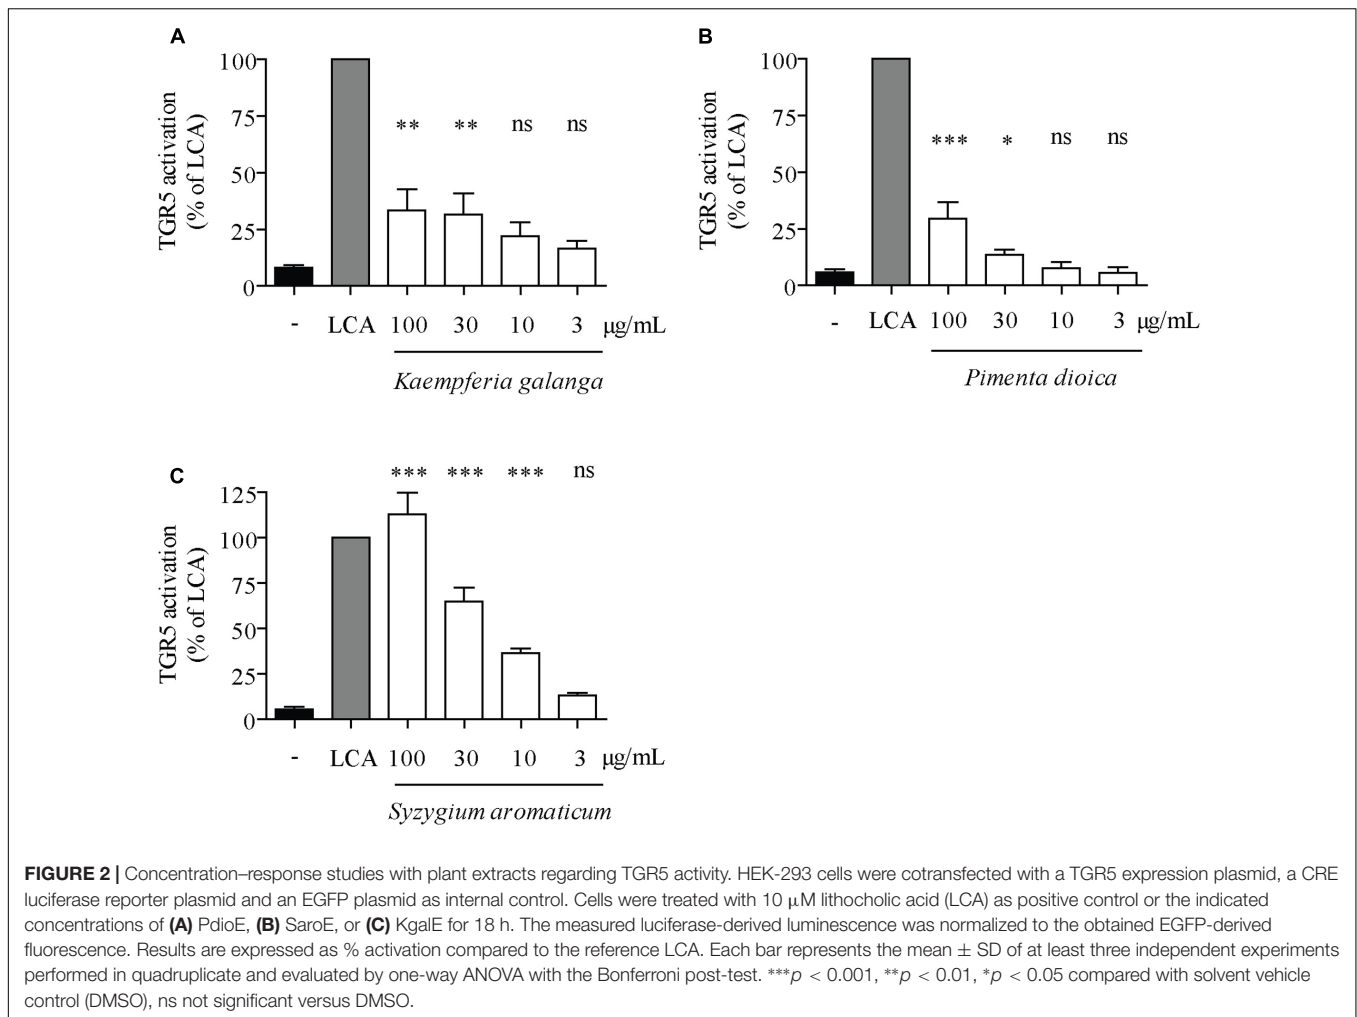 A
100
75
50
25
0
TGR5 activation
(% of LCA)
** ** ns ns
- LCA 100 30 10 3 µg/mL
Kaempferia galanga
B
100
75
50
25
0
TGR5 activation
(% of LCA)
*** * ns ns
- LCA 100 30 10 3 µg/mL
Pimenta dioica
C
125
100
75
50
25
0
TGR5 activation
(% of LCA)
*** *** *** ns
- LCA 100 30 10 3 µg/mL
Syzygium aromaticum
FIGURE 2 | Concentration–response studies with plant extracts regarding TGR5 activity. HEK-293 cells were cotransfected with a TGR5 expression plasmid, a CRE
luciferase reporter plasmid and an EGFP plasmid as internal control. Cells were treated with 10 µM lithocholic acid (LCA) as positive control or the indicated
concentrations of (A) PdioE, (B) SaroE, or (C) KgalE for 18 h. The measured luciferase-derived luminescence was normalized to the obtained EGFP-derived
fluorescence. Results are expressed as % activation compared to the reference LCA. Each bar represents the mean ± SD of at least three independent experiments
performed in quadruplicate and evaluated by one-way ANOVA with the Bonferroni post-test. ***p < 0.001, **p < 0.01, *p < 0.05 compared with solvent vehicle
control (DMSO), ns not significant versus DMSO.